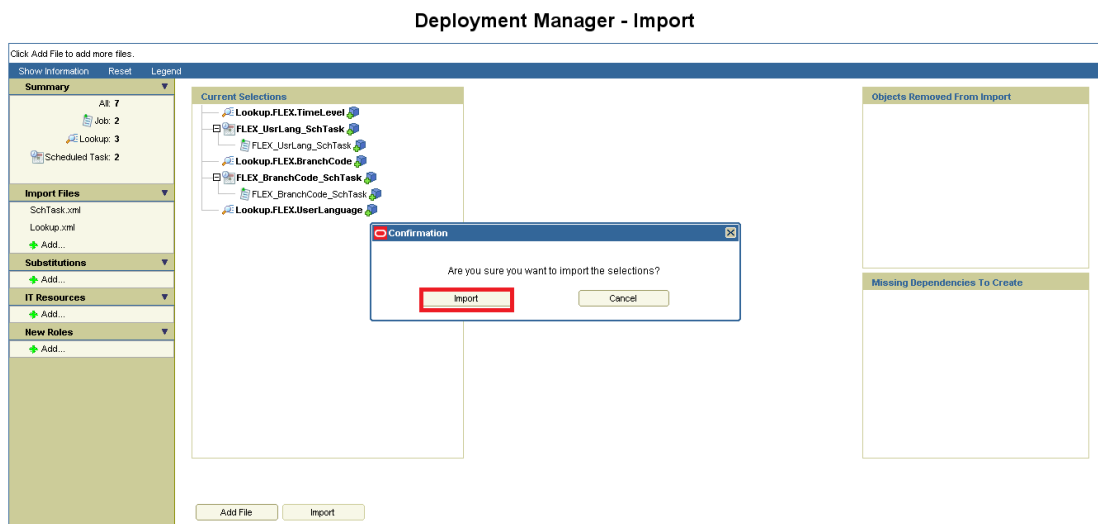 Deployment Manager - Import
Click Add File to add more files.
Show Information Reset Legend
Summary
All: 7
Job: 2
Lookup: 3
Scheduled Task: 2
Import Files
SchTask.xml
Lookup.xml
Add...
Substitutions
Add...
IT Resources
Add...
New Roles
Add...
Current Selections
Lookup.FLEX.TimeLevel
FLEX_UsrLang_SchTask
FLEX_UsrLang_SchTask
Lookup.FLEX.BranchCode
FLEX_BranchCode_SchTask
FLEX_BranchCode_SchTask
Lookup.FLEX.UserLanguage
Confirmation
Are you sure you want to import the selections?
Import Cancel
Objects Removed From Import
Missing Dependencies To Create
Add File Import